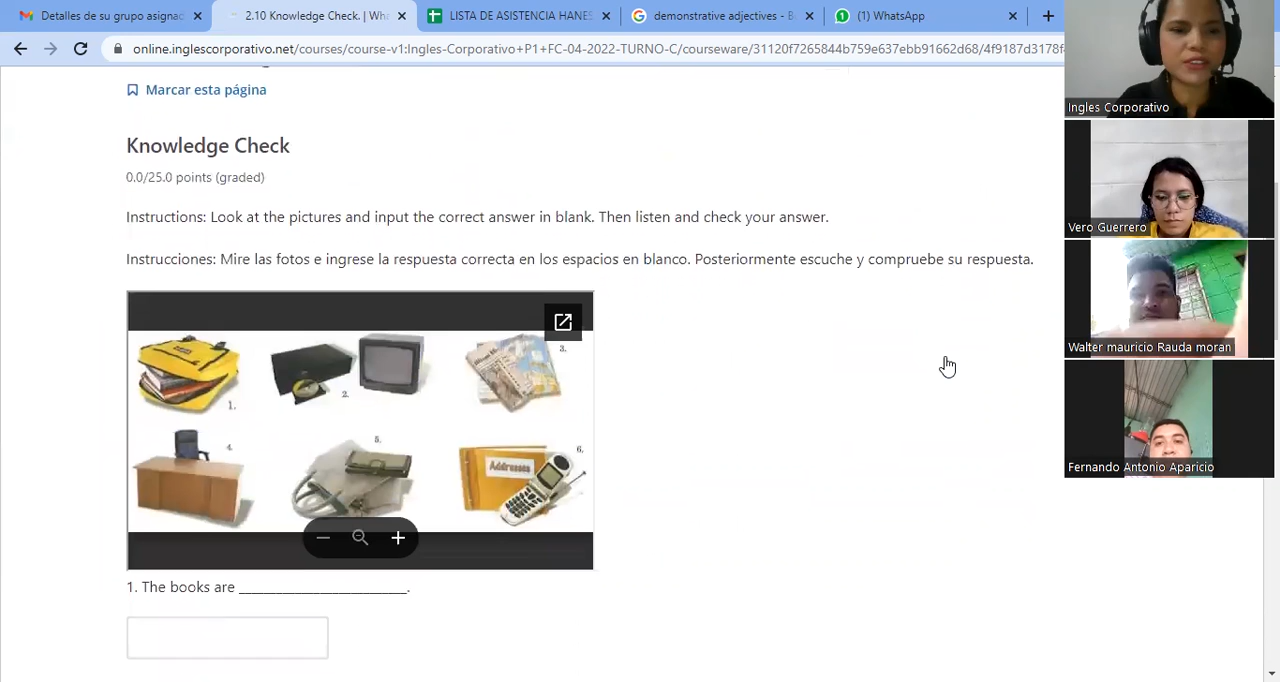 Detalles de su grupo asignad
2.10 Knowledge Check. | Wha
LISTA DE ASISTENCIA HANES
demonstrative adjectives - B
(1) WhatsApp
online.inglescorporativo.net/courses/course-v1:Ingles-Corporativo+P1+FC-04-2022-TURNO-C/courseware/31120f7265844b759e637ebb91662d68/4f9187d3178f
Marcar esta página
Knowledge Check
0.0/25.0 points (graded)
Instructions: Look at the pictures and input the correct answer in blank. Then listen and check your answer.
Instrucciones: Mire las fotos e ingrese la respuesta correcta en los espacios en blanco. Posteriormente escuche y compruebe su respuesta.
1.
2.
3.
4.
5.
6.
Addresses
1. The books are ________________________.
Ingles Corporativo
Vero Guerrero
Walter mauricio Rauda moran
Fernando Antonio Aparicio